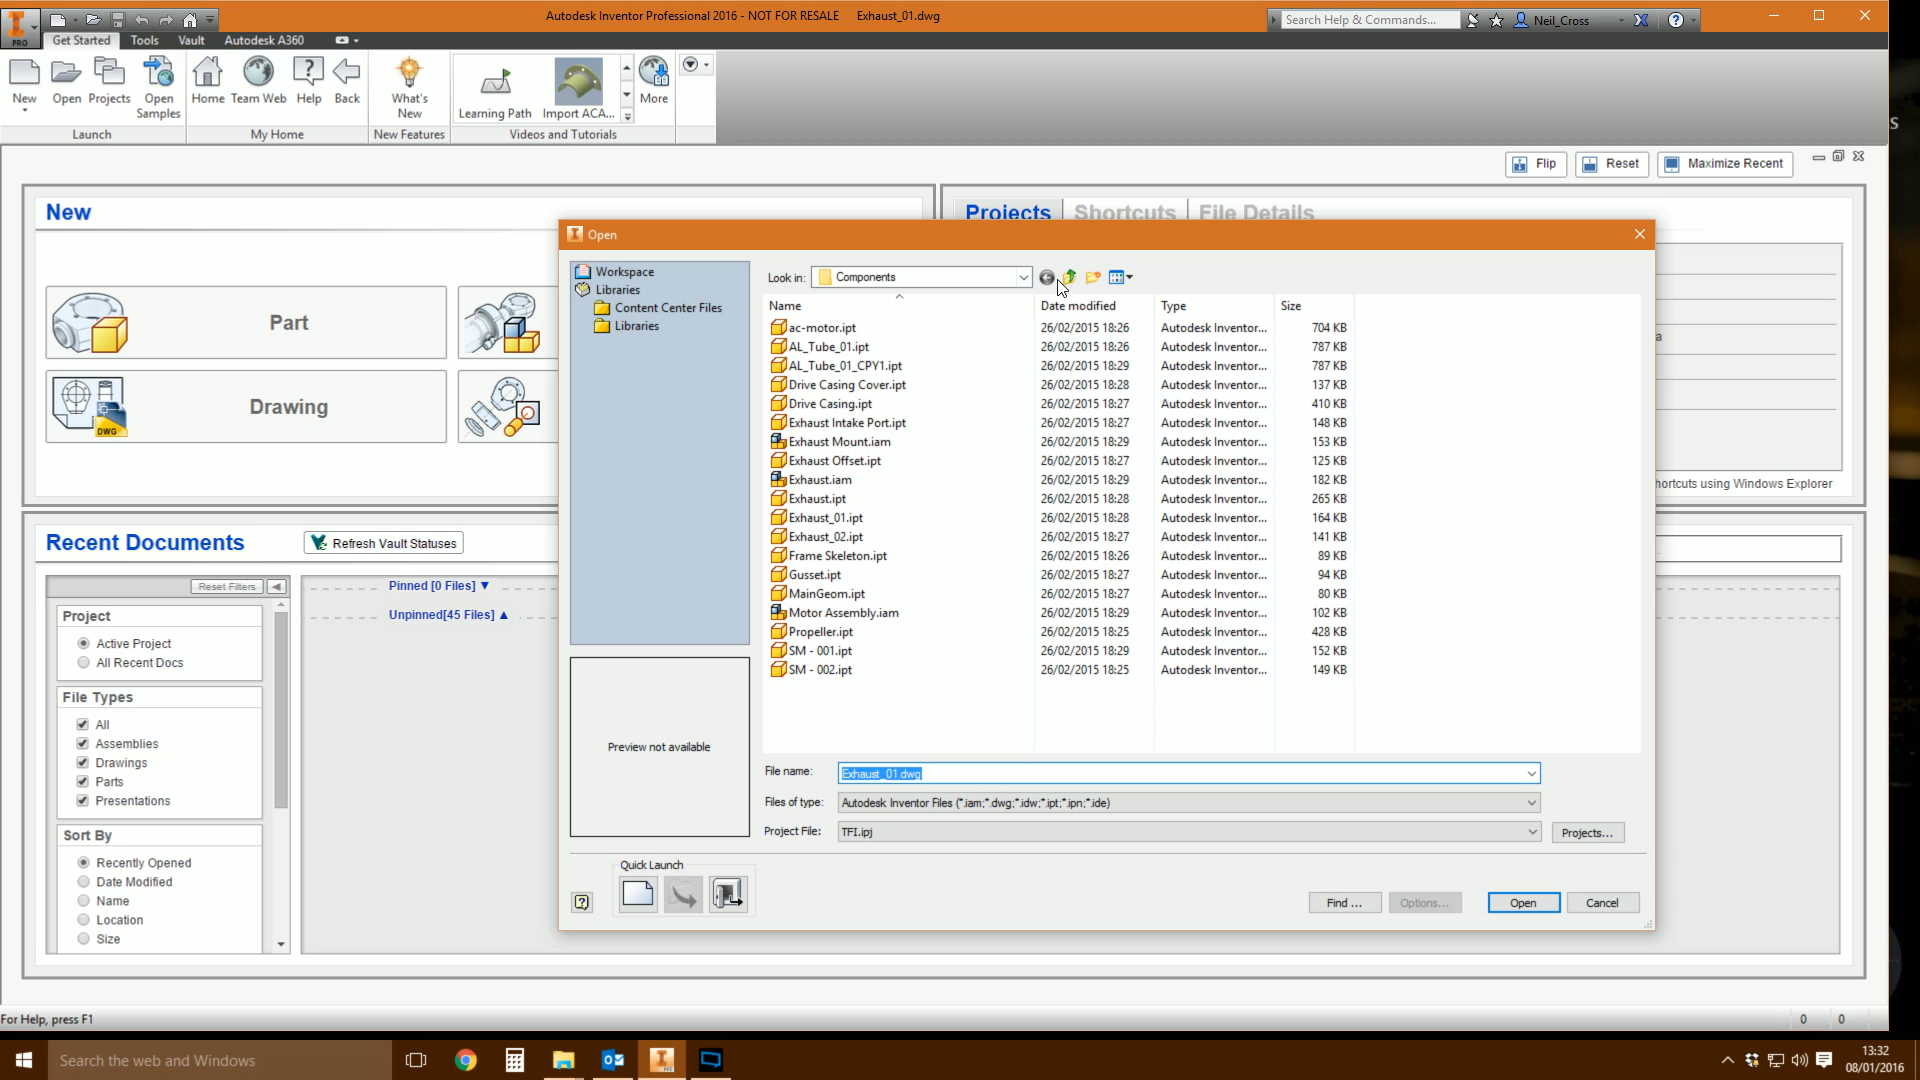 Autodesk Inventor Professional 2016 - NOT FOR RESALE Exhaust_01.dwg
Search Help & Commands...
Neil_Cross
PRO
Get Started Tools Vault Autodesk A360
New Open Projects Open Samples
Home Team Web Help Back
What's New
Learning Path Import ACA... More
Launch My Home New Features Videos and Tutorials
Flip Reset Maximize Recent
New
Projects Shortcuts File Details
Part
Drawing
DWG
Open
Workspace
Libraries
Content Center Files
Libraries
Look in: Components
Name Date modified Type Size
ac-motor.ipt 26/02/2015 18:26 Autodesk Inventor... 704 KB
AL_Tube_01.ipt 26/02/2015 18:26 Autodesk Inventor... 787 KB
AL_Tube_01_CPY1.ipt 26/02/2015 18:29 Autodesk Inventor... 787 KB
Drive Casing Cover.ipt 26/02/2015 18:28 Autodesk Inventor... 137 KB
Drive Casing.ipt 26/02/2015 18:27 Autodesk Inventor... 410 KB
Exhaust Intake Port.ipt 26/02/2015 18:27 Autodesk Inventor... 148 KB
Exhaust Mount.iam 26/02/2015 18:29 Autodesk Inventor... 153 KB
Exhaust Offset.ipt 26/02/2015 18:27 Autodesk Inventor... 125 KB
Exhaust.iam 26/02/2015 18:29 Autodesk Inventor... 182 KB
Exhaust.ipt 26/02/2015 18:28 Autodesk Inventor... 265 KB
Exhaust_01.ipt 26/02/2015 18:28 Autodesk Inventor... 164 KB
Exhaust_02.ipt 26/02/2015 18:27 Autodesk Inventor... 141 KB
Frame Skeleton.ipt 26/02/2015 18:26 Autodesk Inventor... 89 KB
Gusset.ipt 26/02/2015 18:27 Autodesk Inventor... 94 KB
MainGeom.ipt 26/02/2015 18:27 Autodesk Inventor... 80 KB
Motor Assembly.iam 26/02/2015 18:29 Autodesk Inventor... 102 KB
Propeller.ipt 26/02/2015 18:25 Autodesk Inventor... 428 KB
SM - 001.ipt 26/02/2015 18:29 Autodesk Inventor... 152 KB
SM - 002.ipt 26/02/2015 18:25 Autodesk Inventor... 149 KB
Preview not available
File name: Exhaust_01.dwg
Files of type: Autodesk Inventor Files (*.iam;*.dwg;*.idw;*.ipt;*.ipn;*.ide)
Project File: TFI.ipj Projects...
Quick Launch
Find ... Options... Open Cancel
a
hortcuts using Windows Explorer
Recent Documents
Refresh Vault Statuses
Reset Filters
Pinned [0 Files]
Unpinned[45 Files]
Project
Active Project
All Recent Docs
File Types
All
Assemblies
Drawings
Parts
Presentations
Sort By
Recently Opened
Date Modified
Name
Location
Size
For Help, press F1
0 0
s
Search the web and Windows
13:32
08/01/2016